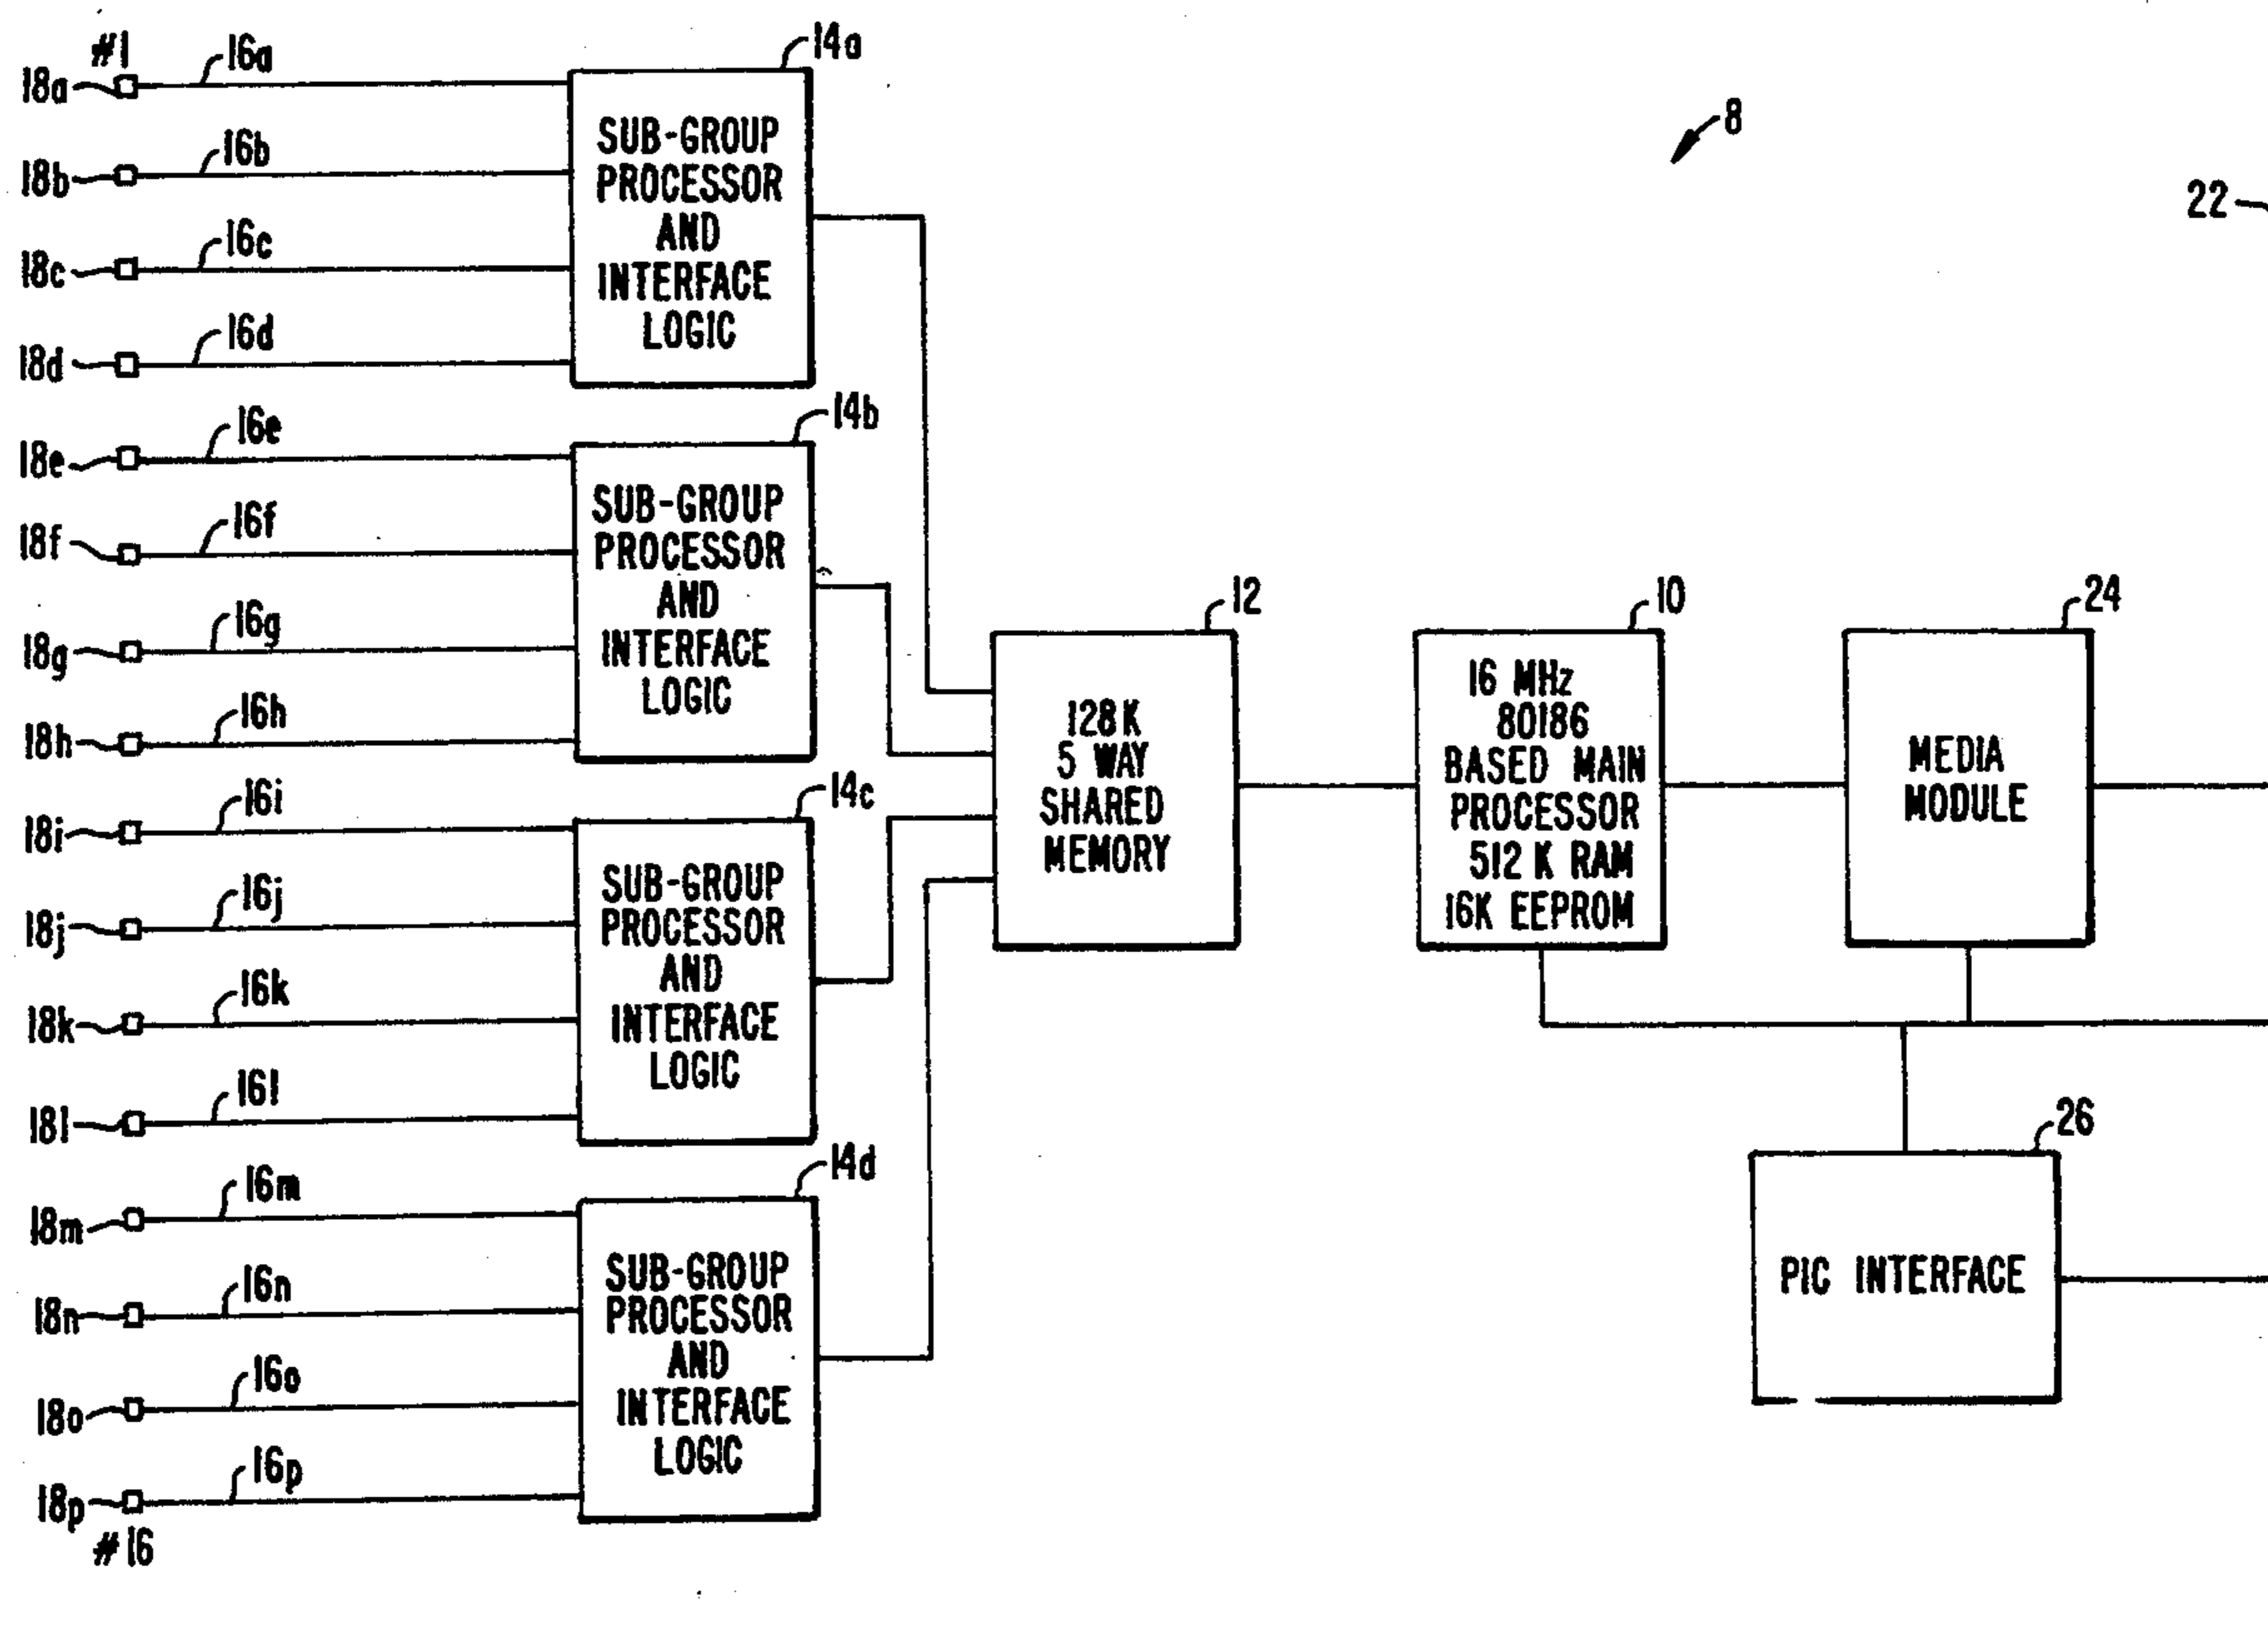 #1
18a
16a
14a
18b
16b
18c
16c
18d
16d
SUB-GROUP
PROCESSOR
AND
INTERFACE
LOGIC
8
22
18e
16e
14b
18f
16f
18g
16g
18h
16h
SUB-GROUP
PROCESSOR
AND
INTERFACE
LOGIC
18i
16i
14c
18j
16j
18k
16k
18l
16l
SUB-GROUP
PROCESSOR
AND
INTERFACE
LOGIC
18m
16m
14d
18n
16n
18o
16o
18p
16p
#16
SUB-GROUP
PROCESSOR
AND
INTERFACE
LOGIC
12
128K
5 WAY
SHARED
MEMORY
10
16 MHz
80186
BASED MAIN
PROCESSOR
512 K RAM
16K EEPROM
24
MEDIA
MODULE
26
PIC INTERFACE